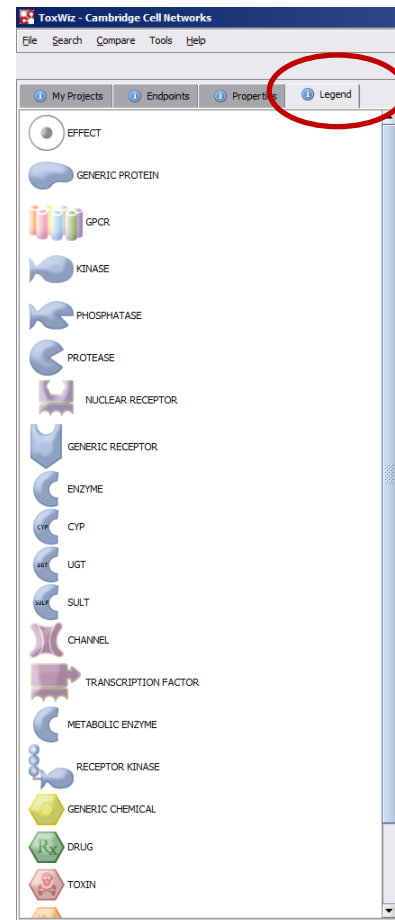 ToxWiz - Cambridge Cell Networks
File Search Compare Tools Help
My Projects Endpoints Properties Legend
EFFECT
GENERIC PROTEIN
GPCR
KINASE
PHOSPHATASE
PROTEASE
NUCLEAR RECEPTOR
GENERIC RECEPTOR
ENZYME
CYP CYP
UGT UGT
SULF SULT
CHANNEL
TRANSCRIPTION FACTOR
METABOLIC ENZYME
RECEPTOR KINASE
GENERIC CHEMICAL
Rx DRUG
TOXIN